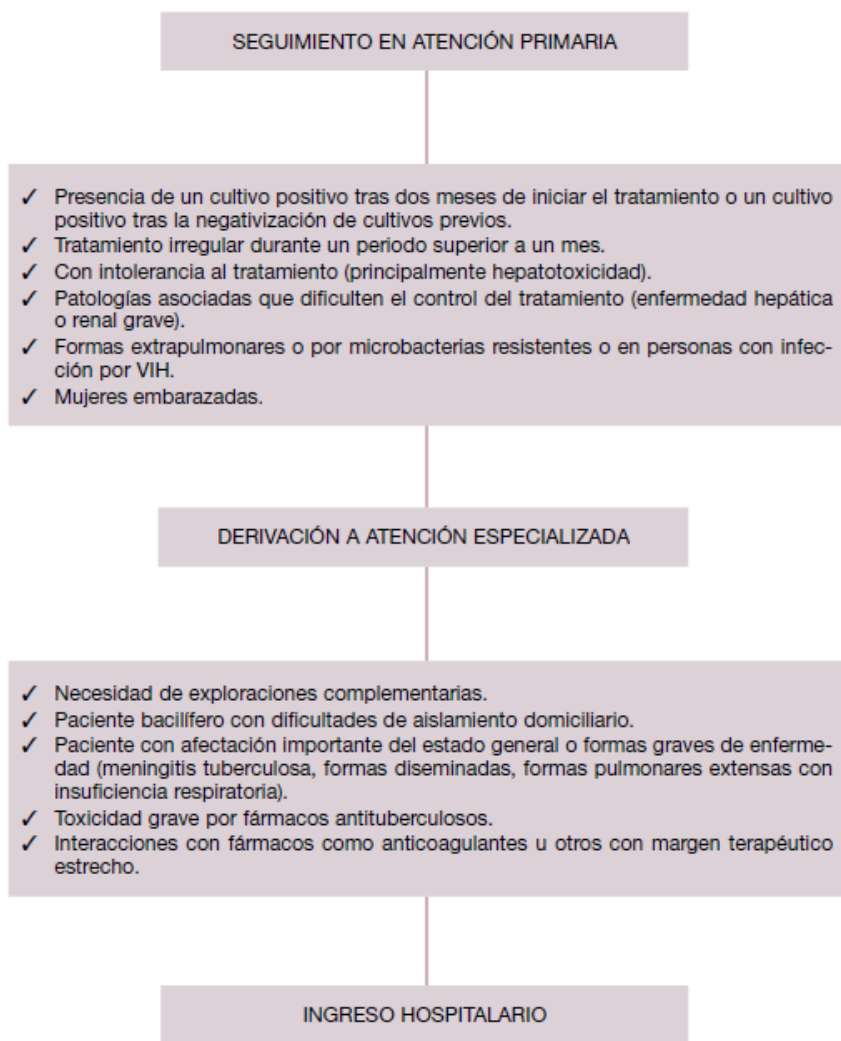 SEGUIMIENTO EN ATENCIÓN PRIMARIA
✓ Presencia de un cultivo positivo tras dos meses de iniciar el tratamiento o un cultivo
positivo tras la negativización de cultivos previos.
✓ Tratamiento irregular durante un periodo superior a un mes.
✓ Con intolerancia al tratamiento (principalmente hepatotoxicidad).
✓ Patologías asociadas que dificulten el control del tratamiento (enfermedad hepática
o renal grave).
✓ Formas extrapulmonares o por microbacterias resistentes o en personas con infec-
ción por VIH.
✓ Mujeres embarazadas.
DERIVACIÓN A ATENCIÓN ESPECIALIZADA
✓ Necesidad de exploraciones complementarias.
✓ Paciente bacilífero con dificultades de aislamiento domiciliario.
✓ Paciente con afectación importante del estado general o formas graves de enferme-
dad (meningitis tuberculosa, formas diseminadas, formas pulmonares extensas con
insuficiencia respiratoria).
✓ Toxicidad grave por fármacos antituberculosos.
✓ Interacciones con fármacos como anticoagulantes u otros con margen terapéutico
estrecho.
INGRESO HOSPITALARIO